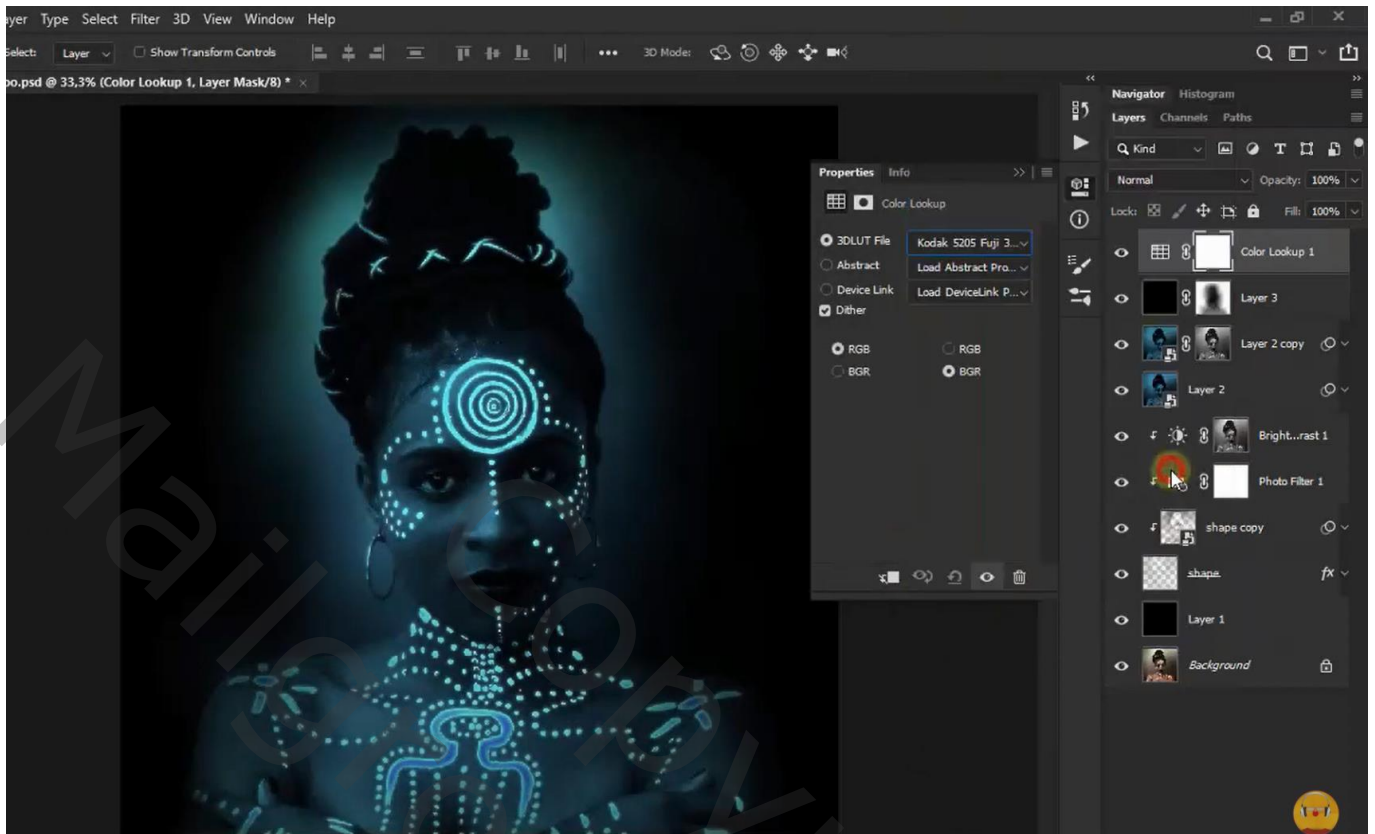 ayer Type Select Filter 3D View Window Help
Select: Layer Show Transform Controls 3D Mode:
oo.psd @ 33,3% (Color Lookup 1, Layer Mask/8) * ×
Navigator Histogram
Layers Channels Paths
Kind
Normal Opacity: 100%
Lock: Fill: 100%
Properties Info
Color Lookup
3DLUT File Kodak 5205 Fuji 3...
Abstract Load Abstract Pro...
Device Link Load DeviceLink P...
Dither
RGB RGB
BGR BGR
Color Lookup 1
Layer 3
Layer 2 copy
Layer 2
Bright...rast 1
Photo Filter 1
shape copy
shape fx
Layer 1
Background